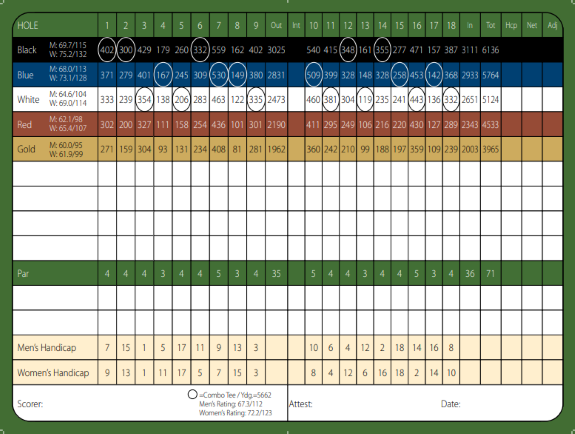 HOLE 1 2 3 4 5 6 7 8 9 Out Int 10 11 12 13 14 15 16 17 18 In Tot Hcp Net Adj
Black M: 69.7/115 W: 75.2/132 402 300 429 179 260 332 559 162 402 3025 540 415 348 161 355 277 471 157 387 3111 6136
Blue M: 68.0/113 W: 73.1/128 371 279 401 167 245 309 530 149 380 2831 509 399 328 148 328 258 453 142 368 2933 5764
White M: 64.6/104 W: 69.0/114 333 239 354 138 206 283 463 122 335 2473 460 381 304 119 235 241 443 136 332 2651 5124
Red M: 62.1/98 W: 65.4/107 302 200 327 111 158 254 436 101 301 2190 411 295 249 106 216 220 430 127 289 2343 4533
Gold M: 60.0/95 W: 61.9/99 271 159 304 93 131 234 408 81 281 1962 360 242 210 99 188 197 359 109 239 2003 3965
Par 4 4 4 3 4 4 5 3 4 35 5 4 4 3 4 4 5 3 4 36 71
Men's Handicap 7 15 1 5 17 11 9 13 3 10 6 4 12 2 18 14 16 8
Women's Handicap 9 13 1 11 17 5 7 15 3 8 4 12 6 16 18 2 14 10
Scorer: =Combo Tee / Ydg.=5662 Attest: Date:
Men's Rating: 67.3/112
Women's Rating: 72.2/123